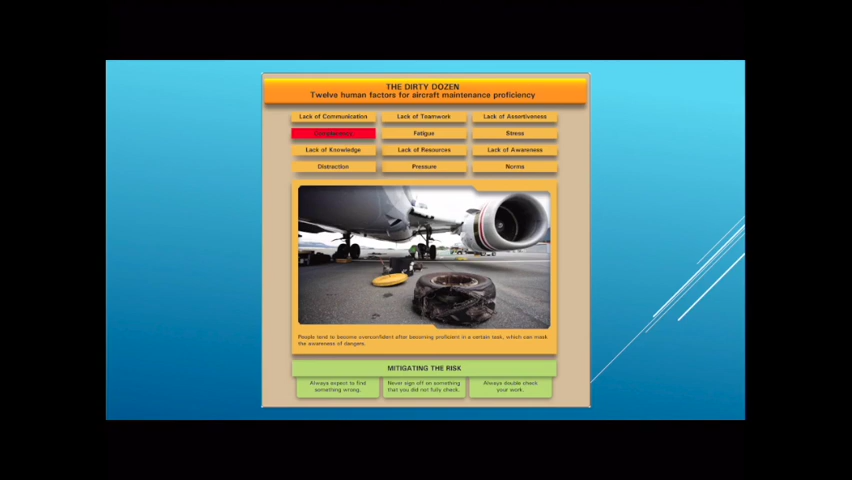 THE DIRTY DOZEN
Twelve human factors for aircraft maintenance proficiency
Lack of Communication Lack of Teamwork Lack of Assertiveness
Complacency Fatigue Stress
Lack of Knowledge Lack of Resources Lack of Awareness
Distraction Pressure Norms
People tend to become overconfident after becoming proficient in a certain task, which can mask
the awareness of dangers.
MITIGATING THE RISK
Always expect to find
something wrong.
Never sign off on something
that you did not fully check.
Always double check
your work.